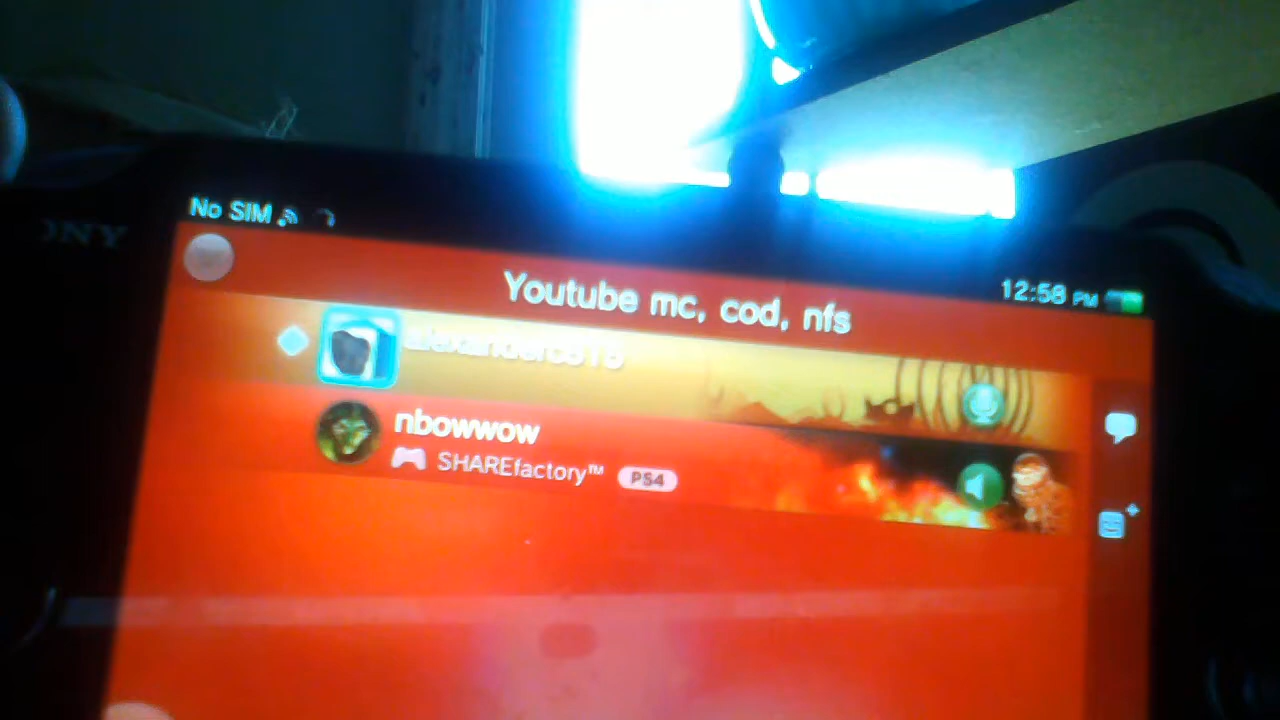 No SIM
12:58 PM
Youtube mc, cod, nfs
nbowwow
SHAREfactory™ PS4